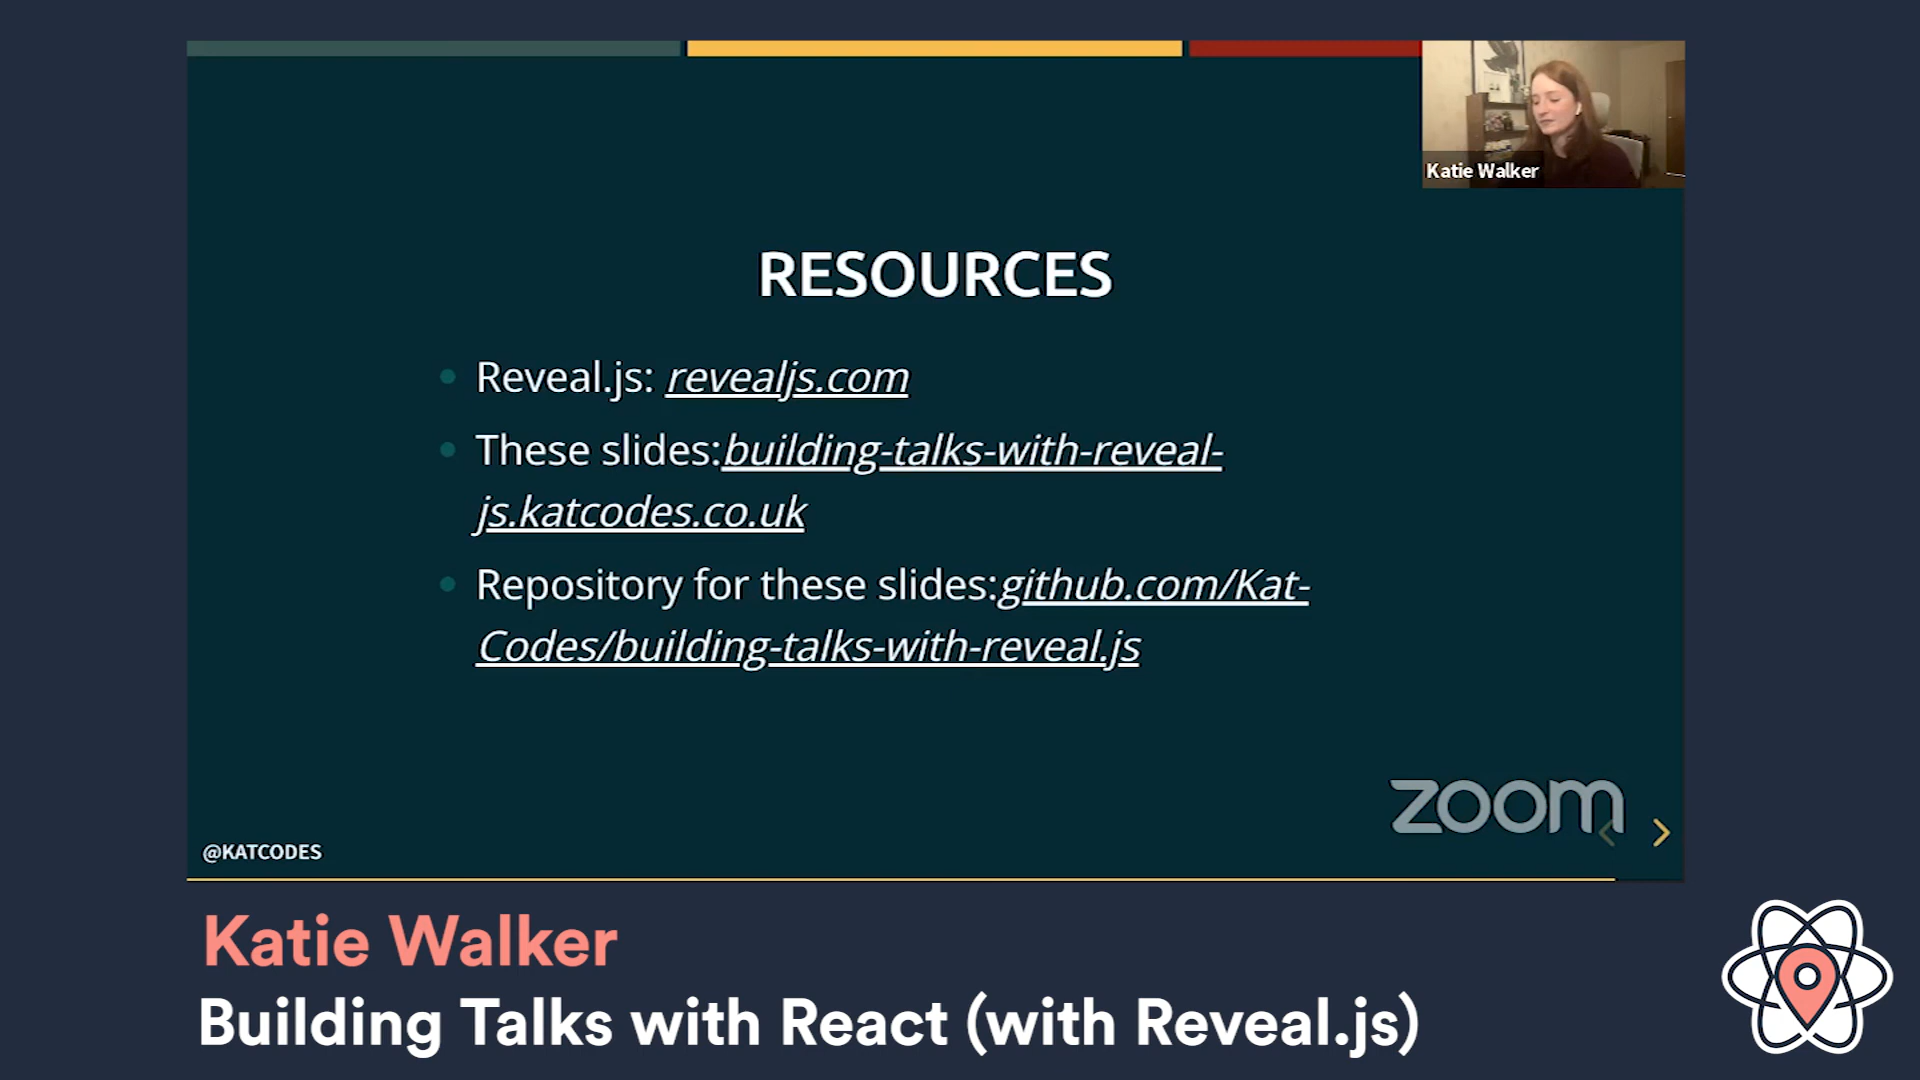 Katie Walker
RESOURCES
Reveal.js: revealjs.com
These slides:building-talks-with-reveal-
js.katcodes.co.uk
Repository for these slides:github.com/Kat-
Codes/building-talks-with-reveal.js
zoom
@KATCODES
Katie Walker
Building Talks with React (with Reveal.js)